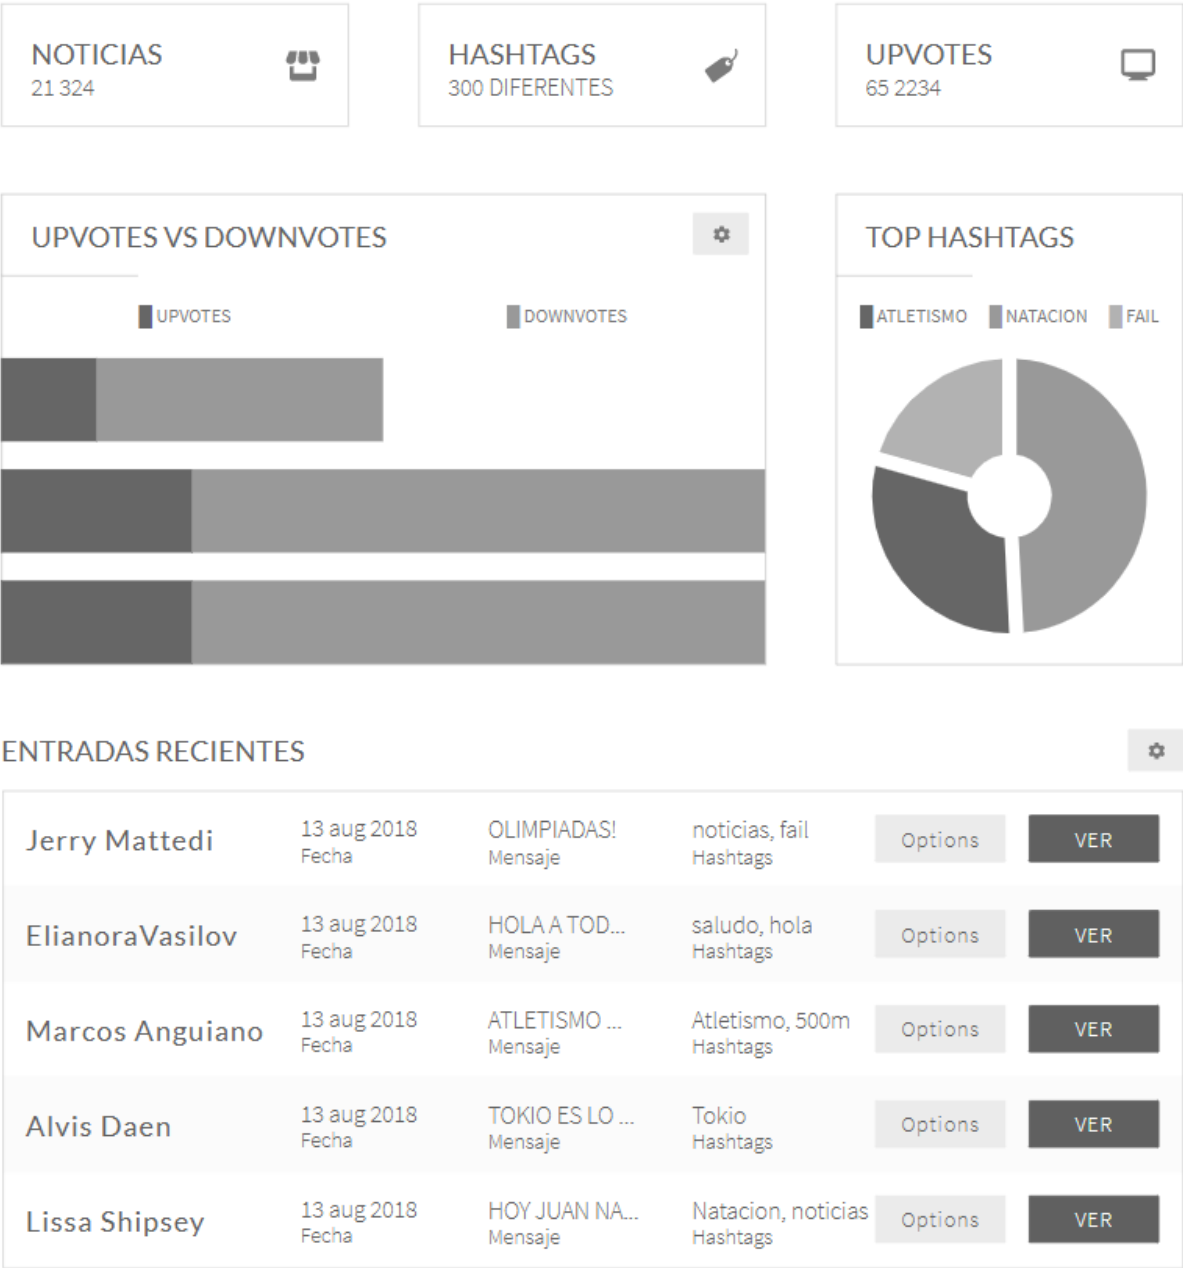 NOTICIAS
21 324
HASHTAGS
300 DIFERENTES
UPVOTES
65 2234
UPVOTES VS DOWNVOTES
UPVOTES
DOWNVOTES
TOP HASHTAGS
ATLETISMO
NATACION
FAIL
ENTRADAS RECIENTES
Jerry Mattedi
13 aug 2018
Fecha
OLIMPIADAS!
Mensaje
noticias, fail
Hashtags
Options
VER
ElianoraVasilov
13 aug 2018
Fecha
HOLA A TOD...
Mensaje
saludo, hola
Hashtags
Options
VER
Marcos Anguiano
13 aug 2018
Fecha
ATLETISMO ...
Mensaje
Atletismo, 500m
Hashtags
Options
VER
Alvis Daen
13 aug 2018
Fecha
TOKIO ES LO ...
Mensaje
Tokio
Hashtags
Options
VER
Lissa Shipsey
13 aug 2018
Fecha
HOY JUAN NA...
Mensaje
Natacion, noticias
Hashtags
Options
VER